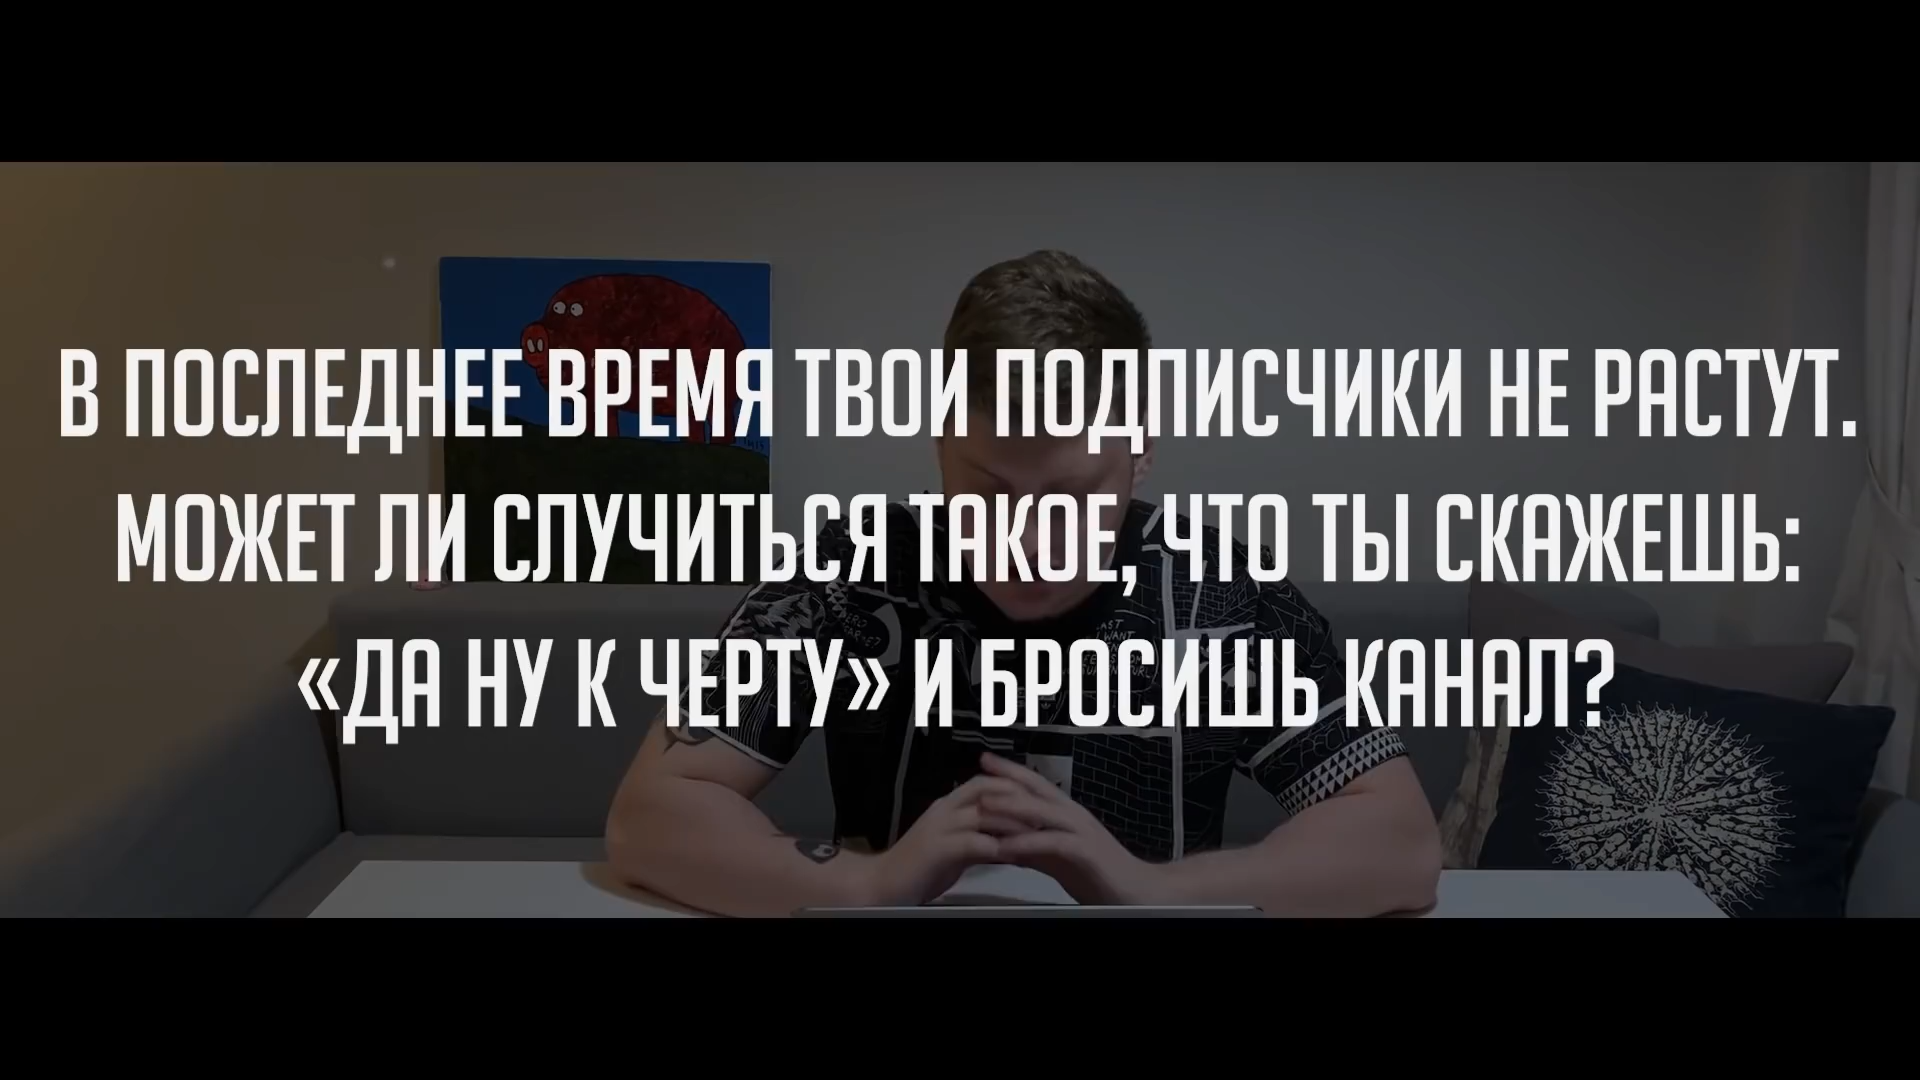 В ПОСЛЕДНЕЕ ВРЕМЯ ТВОИ ПОДПИСЧИКИ НЕ РАСТУТ.
МОЖЕТ ЛИ СЛУЧИТЬСЯ ТАКОЕ, ЧТО ТЫ СКАЖЕШЬ:
«ДА НУ К ЧЕРТУ» И БРОСИШЬ КАНАЛ?